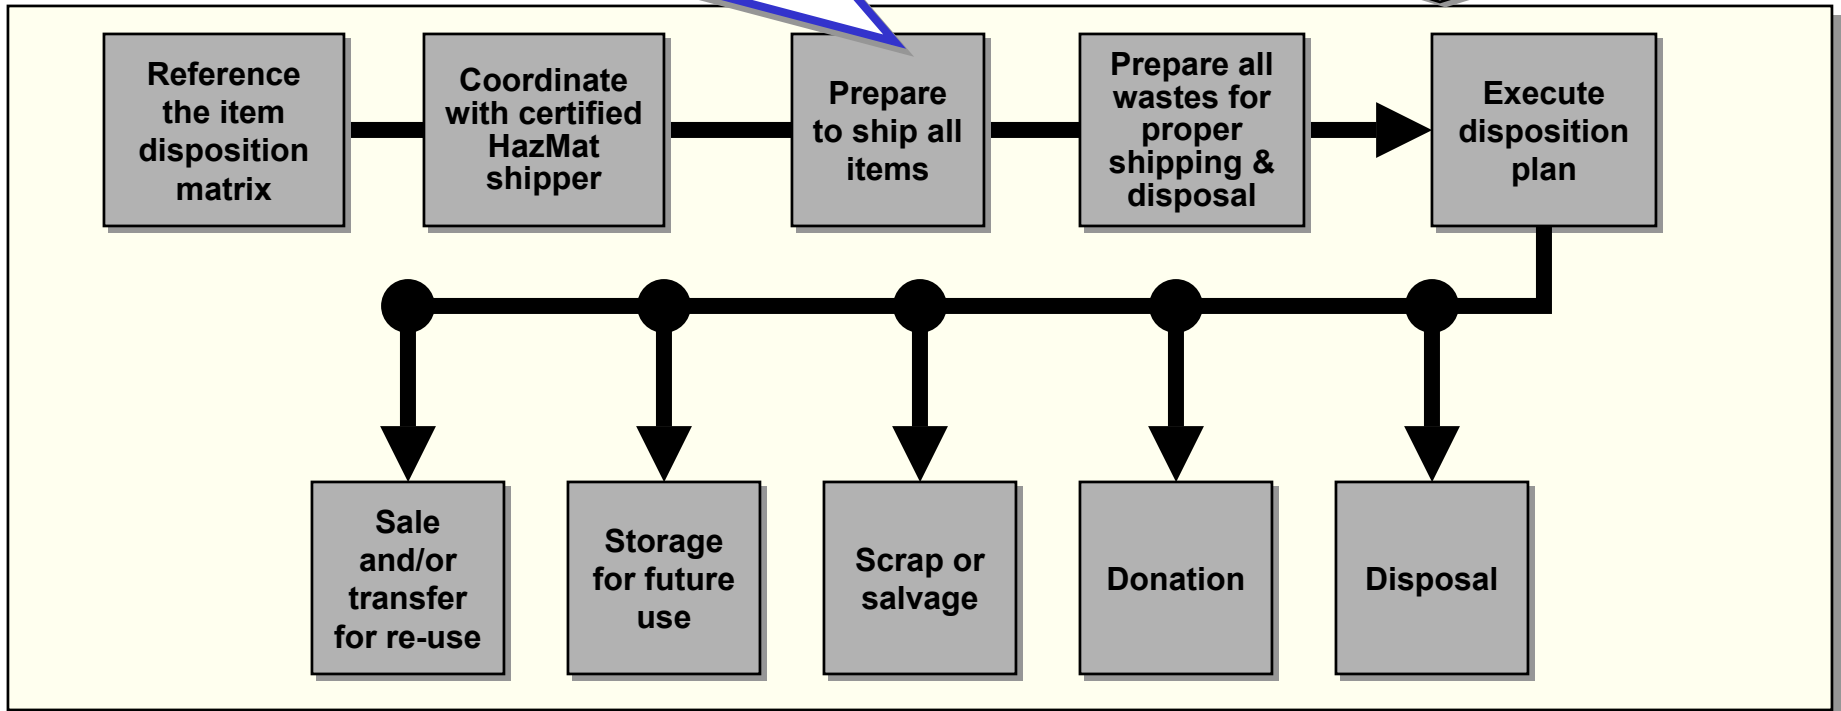 Reference
the item
disposition
matrix
Coordinate
with certified
HazMat
shipper
Prepare
to ship all
items
Prepare all
wastes for
proper
shipping &
disposal
Execute
disposition
plan
Sale
and/or
transfer
for re-use
Storage
for future
use
Scrap or
salvage
Donation
Disposal